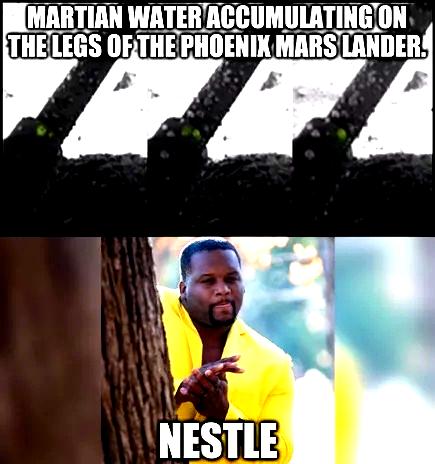 MARTIAN WATER ACCUMULATING ON
THE LEGS OF THE PHOENIX MARS LANDER.
NESTLE